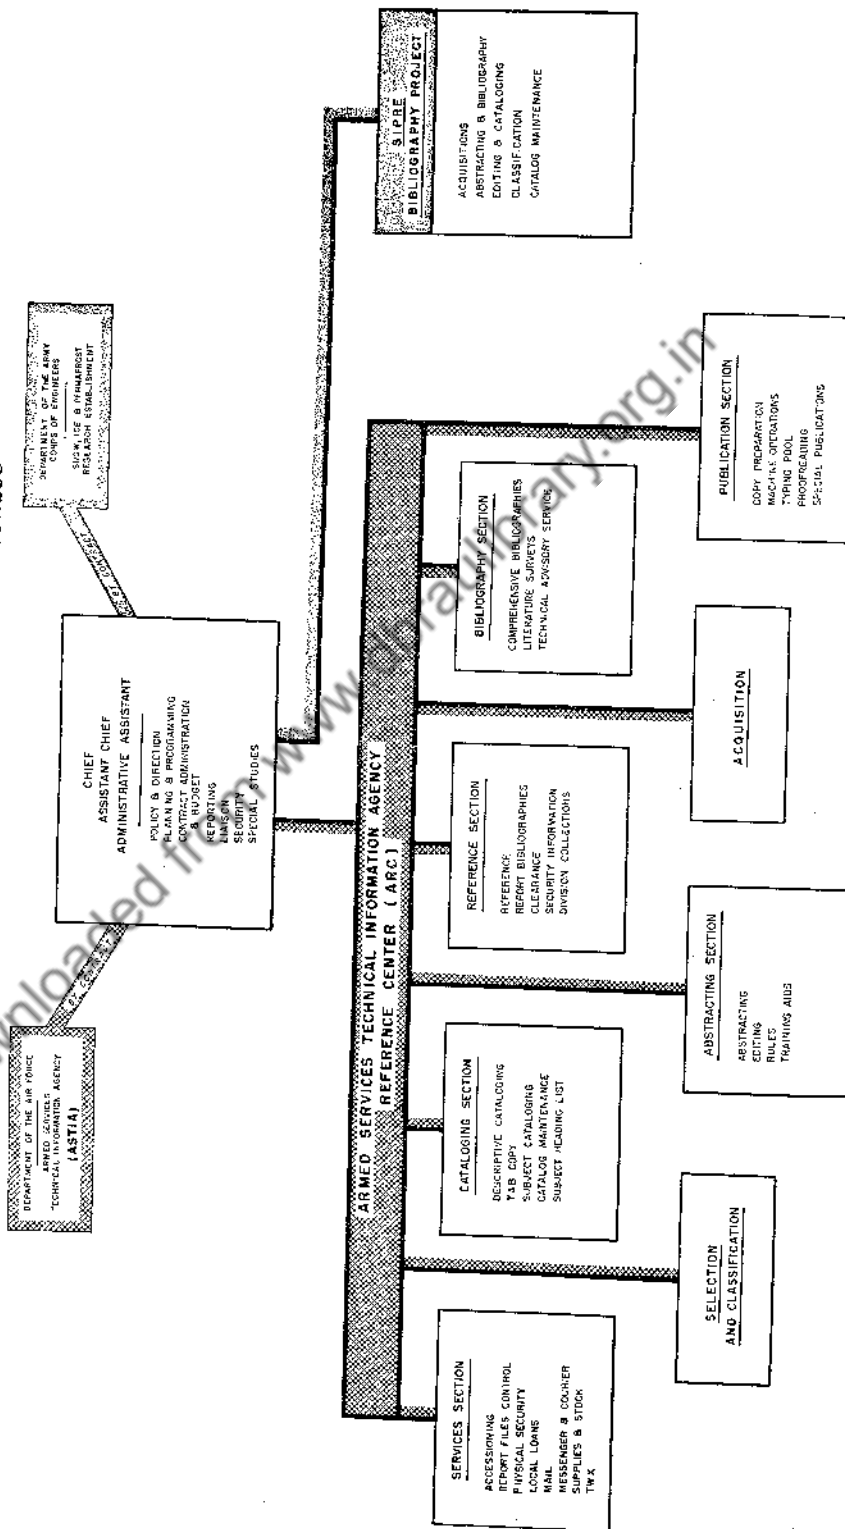 DEPARTMENT OF THE AIR FORCE
ARMED SERVICES
TECHNICAL INFORMATION AGENCY
(ASTIA)
BY CONTRACT
CHIEF
ASSISTANT CHIEF
ADMINISTRATIVE ASSISTANT
POLICY & DIRECTION
PLANNING & PROGRAMMING
CONTRACT ADMINISTRATION
& BUDGET
REPORTING
LIAISON
SECURITY
SPECIAL STUDIES
BY CONTRACT
DEPARTMENT OF THE ARMY
CORPS OF ENGINEERS
SNOW, ICE & PERMAFROST
RESEARCH ESTABLISHMENT
ARMED SERVICES TECHNICAL INFORMATION AGENCY
REFERENCE CENTER (ARC)
SIPRE
BIBLIOGRAPHY PROJECT
ACQUISITIONS
ABSTRACTING & BIBLIOGRAPHY
EDITING & CATALOGING
CLASSIFICATION
CATALOG MAINTENANCE
SERVICES SECTION
ACCESSIONING
REPORT FILES CONTROL
PHYSICAL SECURITY
LOCAL LOANS
MAIL
MESSENGER & COURIER
SUPPLIES & STOCK
TWX
CATALOGING SECTION
DESCRIPTIVE CATALOGING
TAB COPY
SUBJECT CATALOGING
CATALOG MAINTENANCE
SUBJECT HEADING LIST
REFERENCE SECTION
REFERENCE
REPORT BIBLIOGRAPHIES
CLEARANCE
SECURITY INFORMATION
DIVISION COLLECTIONS
BIBLIOGRAPHY SECTION
COMPREHENSIVE BIBLIOGRAPHIES
LITERATURE SURVEYS
TECHNICAL ADVISORY SERVICE
SELECTION
AND CLASSIFICATION
ABSTRACTING SECTION
ABSTRACTING
EDITING
RULES
TRAINING AIDS
ACQUISITION
PUBLICATION SECTION
COPY PREPARATION
MACHINE OPERATIONS
TYPING POOL
PROOFREADING
SPECIAL PUBLICATIONS
wnloaded from www.dbraulibrary.org.in